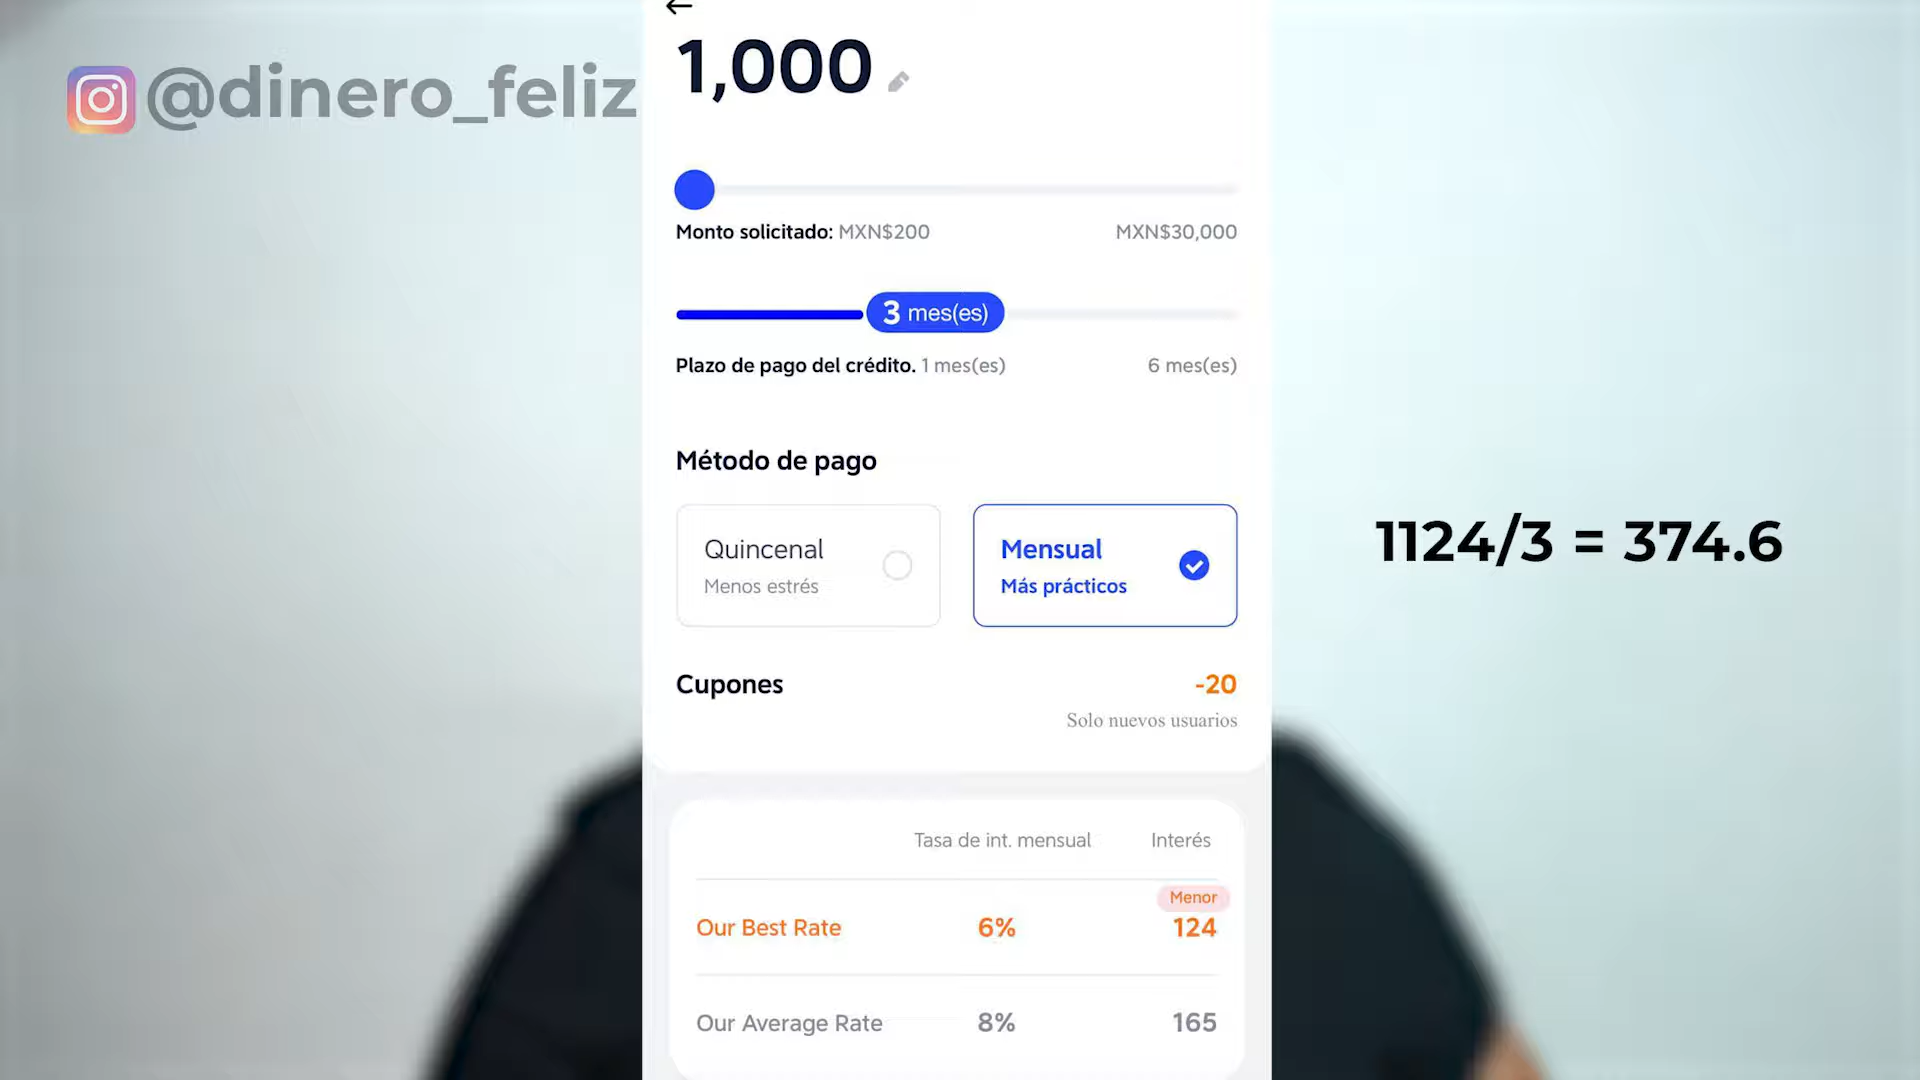 @dinero_feliz
1,000
Monto solicitado: MXN$200
MXN$30,000
3 mes(es)
Plazo de pago del crédito. 1 mes(es)
6 mes(es)
Método de pago
Quincenal
Menos estrés
Mensual
Más prácticos
Cupones
-20
Solo nuevos usuarios
Tasa de int. mensual
Interés
Menor
Our Best Rate
6%
124
Our Average Rate
8%
165
1124/3 = 374.6